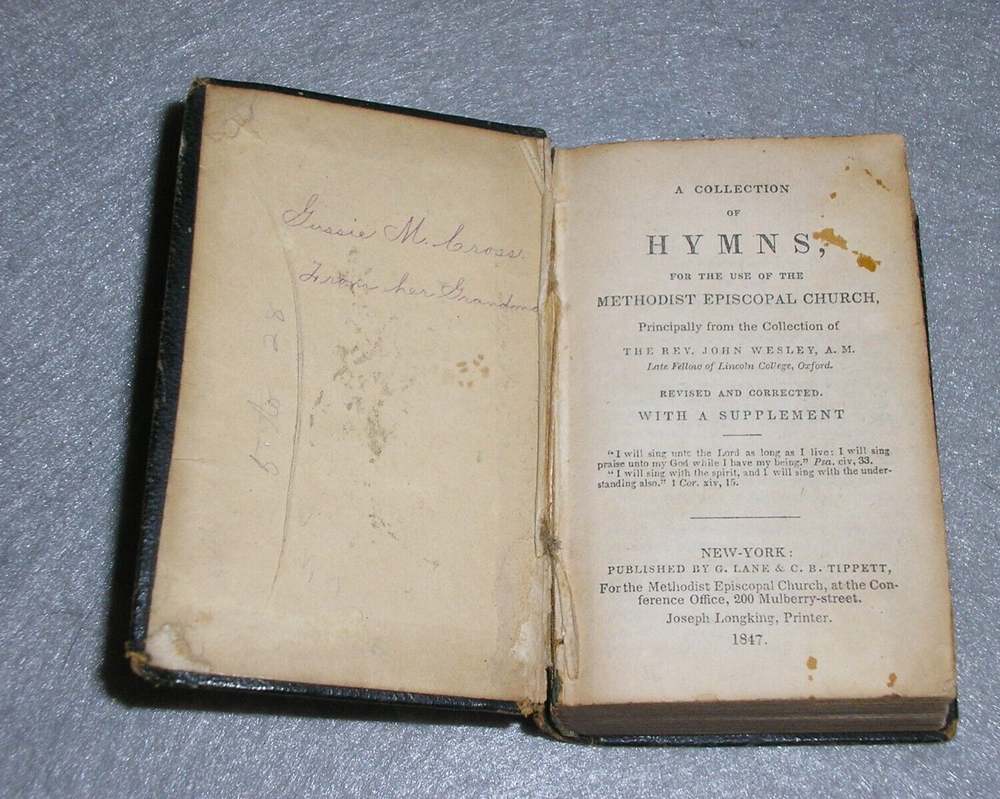 Gussie M. Cross.
From her Grandma
A COLLECTION
OF
HYMNS,
FOR THE USE OF THE
METHODIST EPISCOPAL CHURCH,
Principally from the Collection of
THE REV. JOHN WESLEY, A. M.
Late Fellow of Lincoln College, Oxford.
REVISED AND CORRECTED.
WITH A SUPPLEMENT
"I will sing unto the Lord as long as I live: I will sing
praise unto my God while I have my being." Psa. civ, 33.
"I will sing with the spirit, and I will sing with the under-
standing also." 1 Cor. xiv, 15.
NEW-YORK:
PUBLISHED BY G. LANE & C. B. TIPPETT,
For the Methodist Episcopal Church, at the Con-
ference Office, 200 Mulberry-street.
Joseph Longking, Printer.
1847.